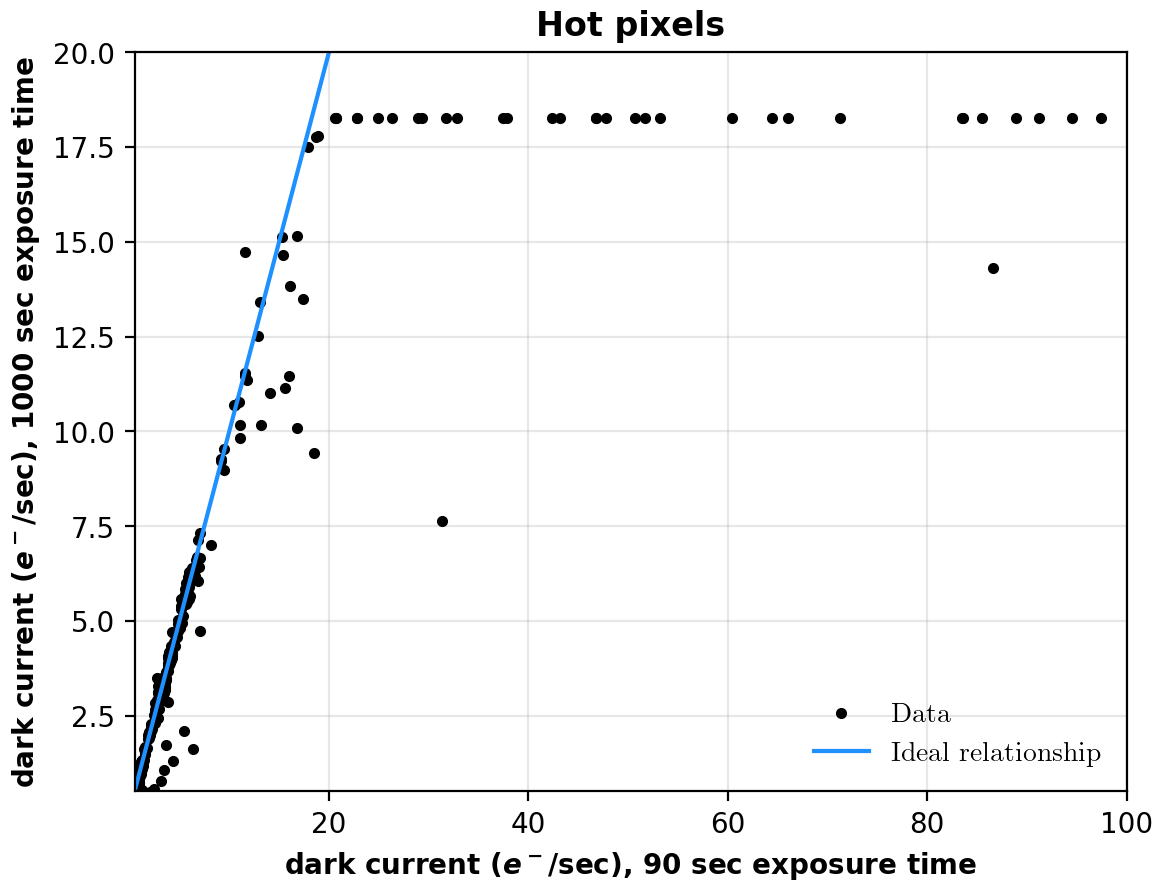 Hot pixels
dark current (e⁻/sec), 1000 sec exposure time
20.0
17.5
15.0
12.5
10.0
7.5
5.0
2.5
Data
Ideal relationship
20
40
60
80
100
dark current (e⁻/sec), 90 sec exposure time